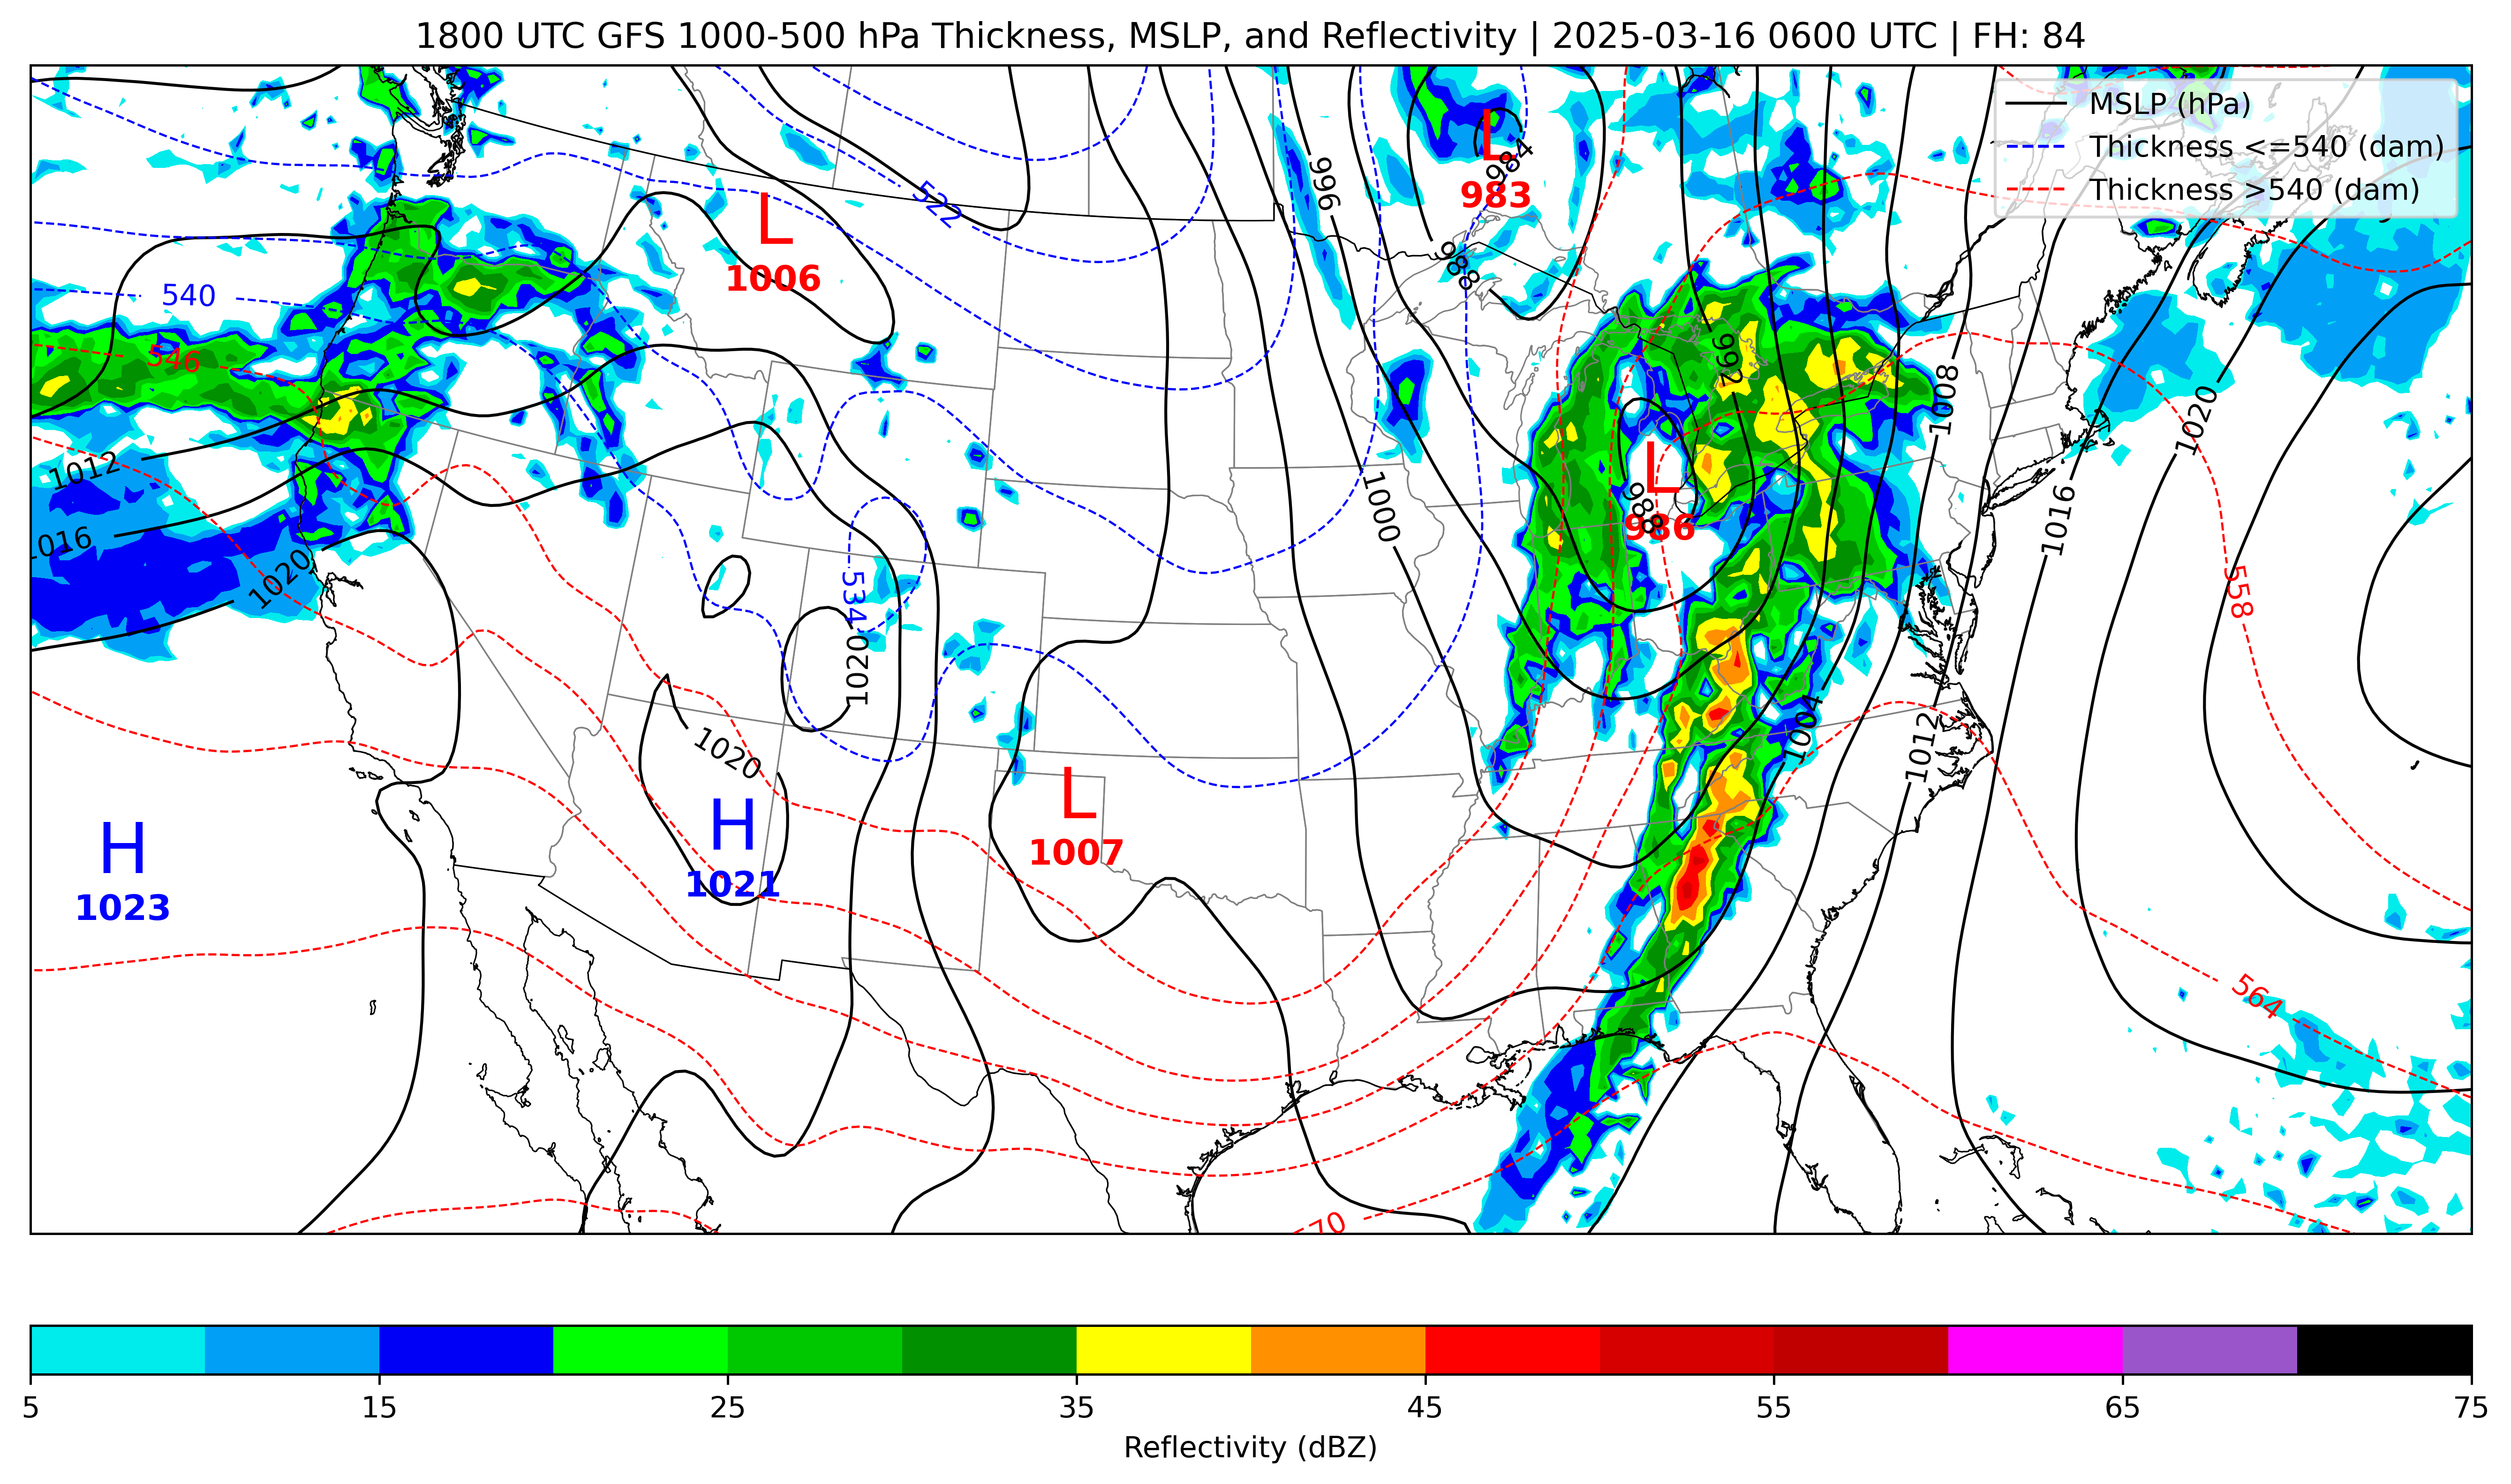 1800 UTC GFS 1000-500 hPa Thickness, MSLP, and Reflectivity | 2025-03-16 0600 UTC | FH: 84
MSLP (hPa)
Thickness <=540 (dam)
Thickness >540 (dam)
L
983
984
996
988
522
L
1006
540
546
992
1008
1020
1012
1016
1020
L
986
988
1000
1016
558
534
1020
1020
1004
1012
L
1007
H
1021
H
1023
564
70
5 15 25 35 45 55 65 75
Reflectivity (dBZ)